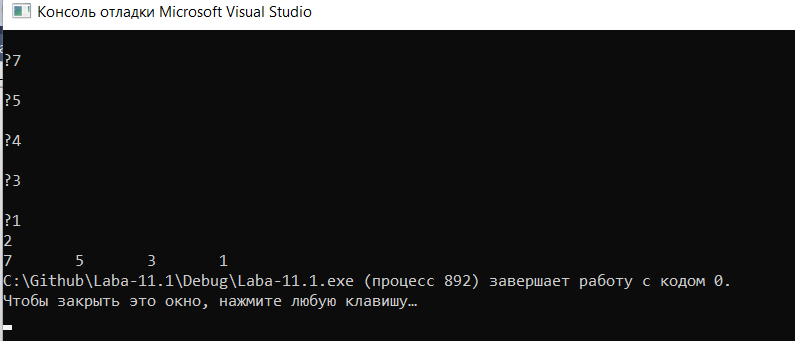 Консоль отладки Microsoft Visual Studio
?7
?5
?4
?3
?1
2
7 5 3 1
C:\Github\Laba-11.1\Debug\Laba-11.1.exe (процесс 892) завершает работу с кодом 0.
Чтобы закрыть это окно, нажмите любую клавишу…